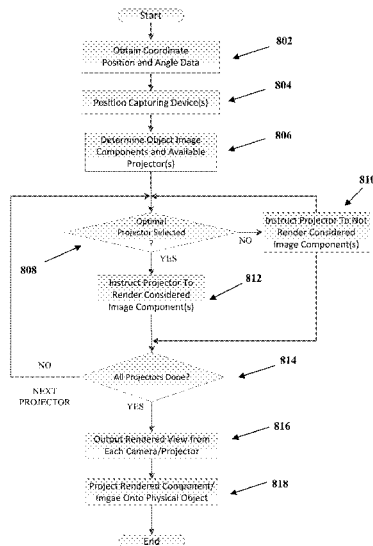 Start
Obtain Coordinate
Position and Angle Data
802
Position Capturing Device(s)
804
Determine Object Image
Components and Available
Projector(s)
806
Optimal
Projector Selected
?
808
NO
Instruct Projector To Not
Render Considered
Image Component(s)
810
YES
Instruct Projector To
Render Considered
Image Component(s)
812
All Projectors Done?
814
NO
NEXT
PROJECTOR
YES
Output Rendered View from
Each Camera/Projector
816
Project Rendered Component/
Imgae Onto Physical Object
818
End